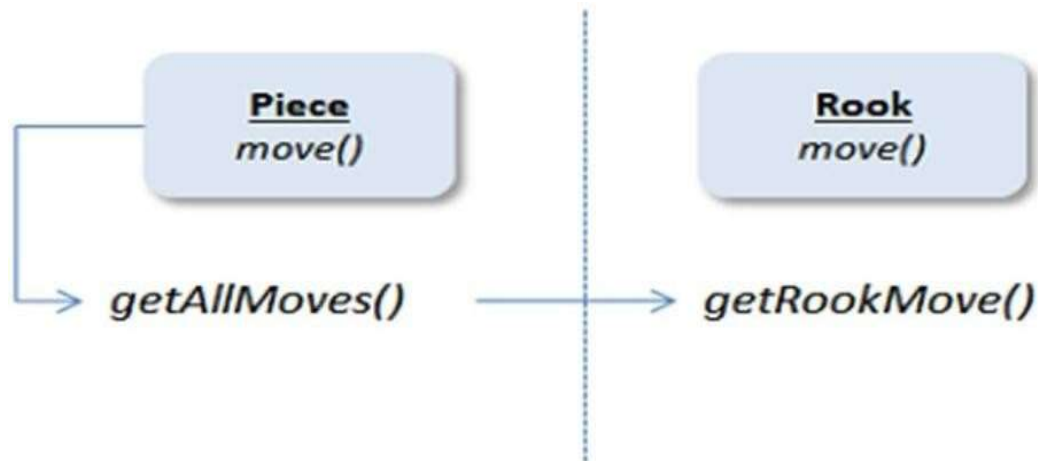 Piece
move()
Rook
move()
getAllMoves()
getRookMove()